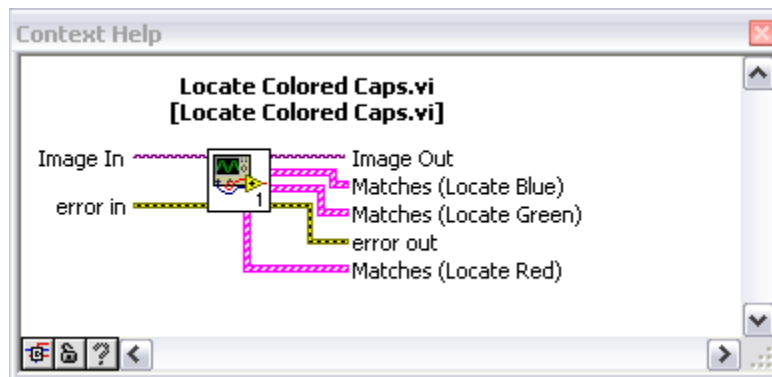 Context Help
Locate Colored Caps.vi
[Locate Colored Caps.vi]
Image In
Image Out
Matches (Locate Blue)
error in
Matches (Locate Green)
error out
Matches (Locate Red)
1
?